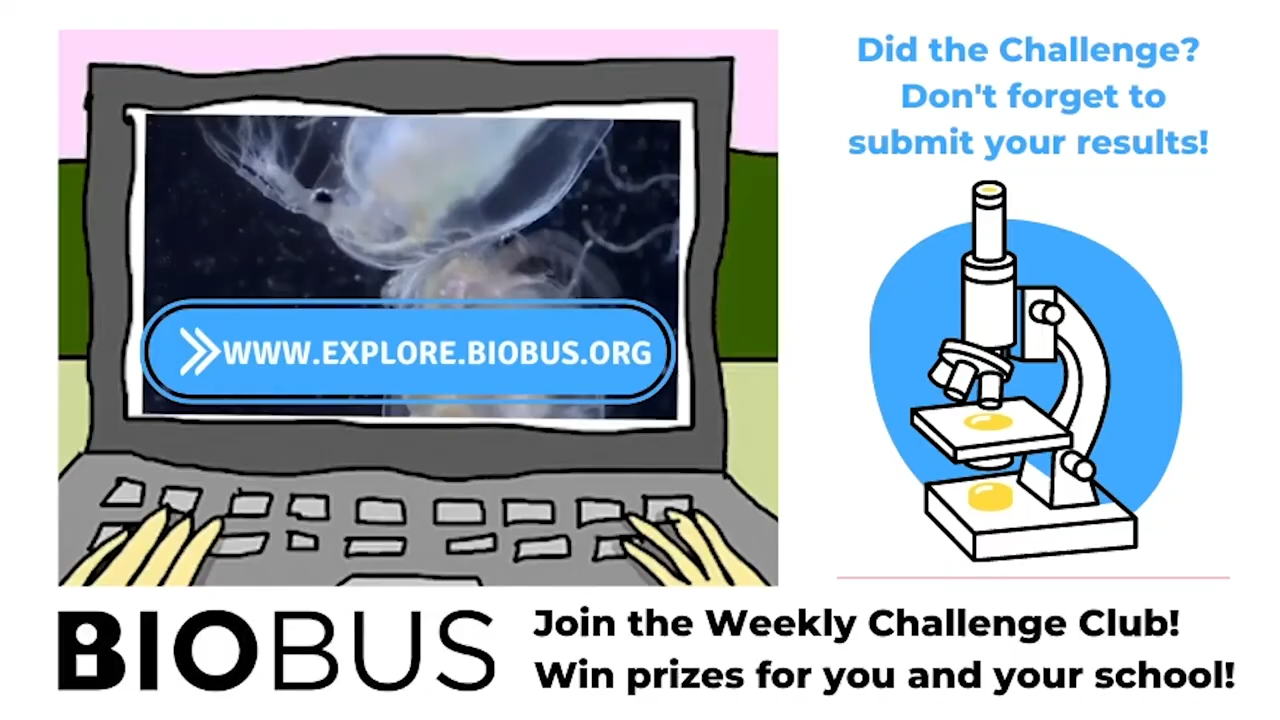 Did the Challenge?
Don't forget to
submit your results!
WWW.EXPLORE.BIOBUS.ORG
BIOBUS
Join the Weekly Challenge Club!
Win prizes for you and your school!